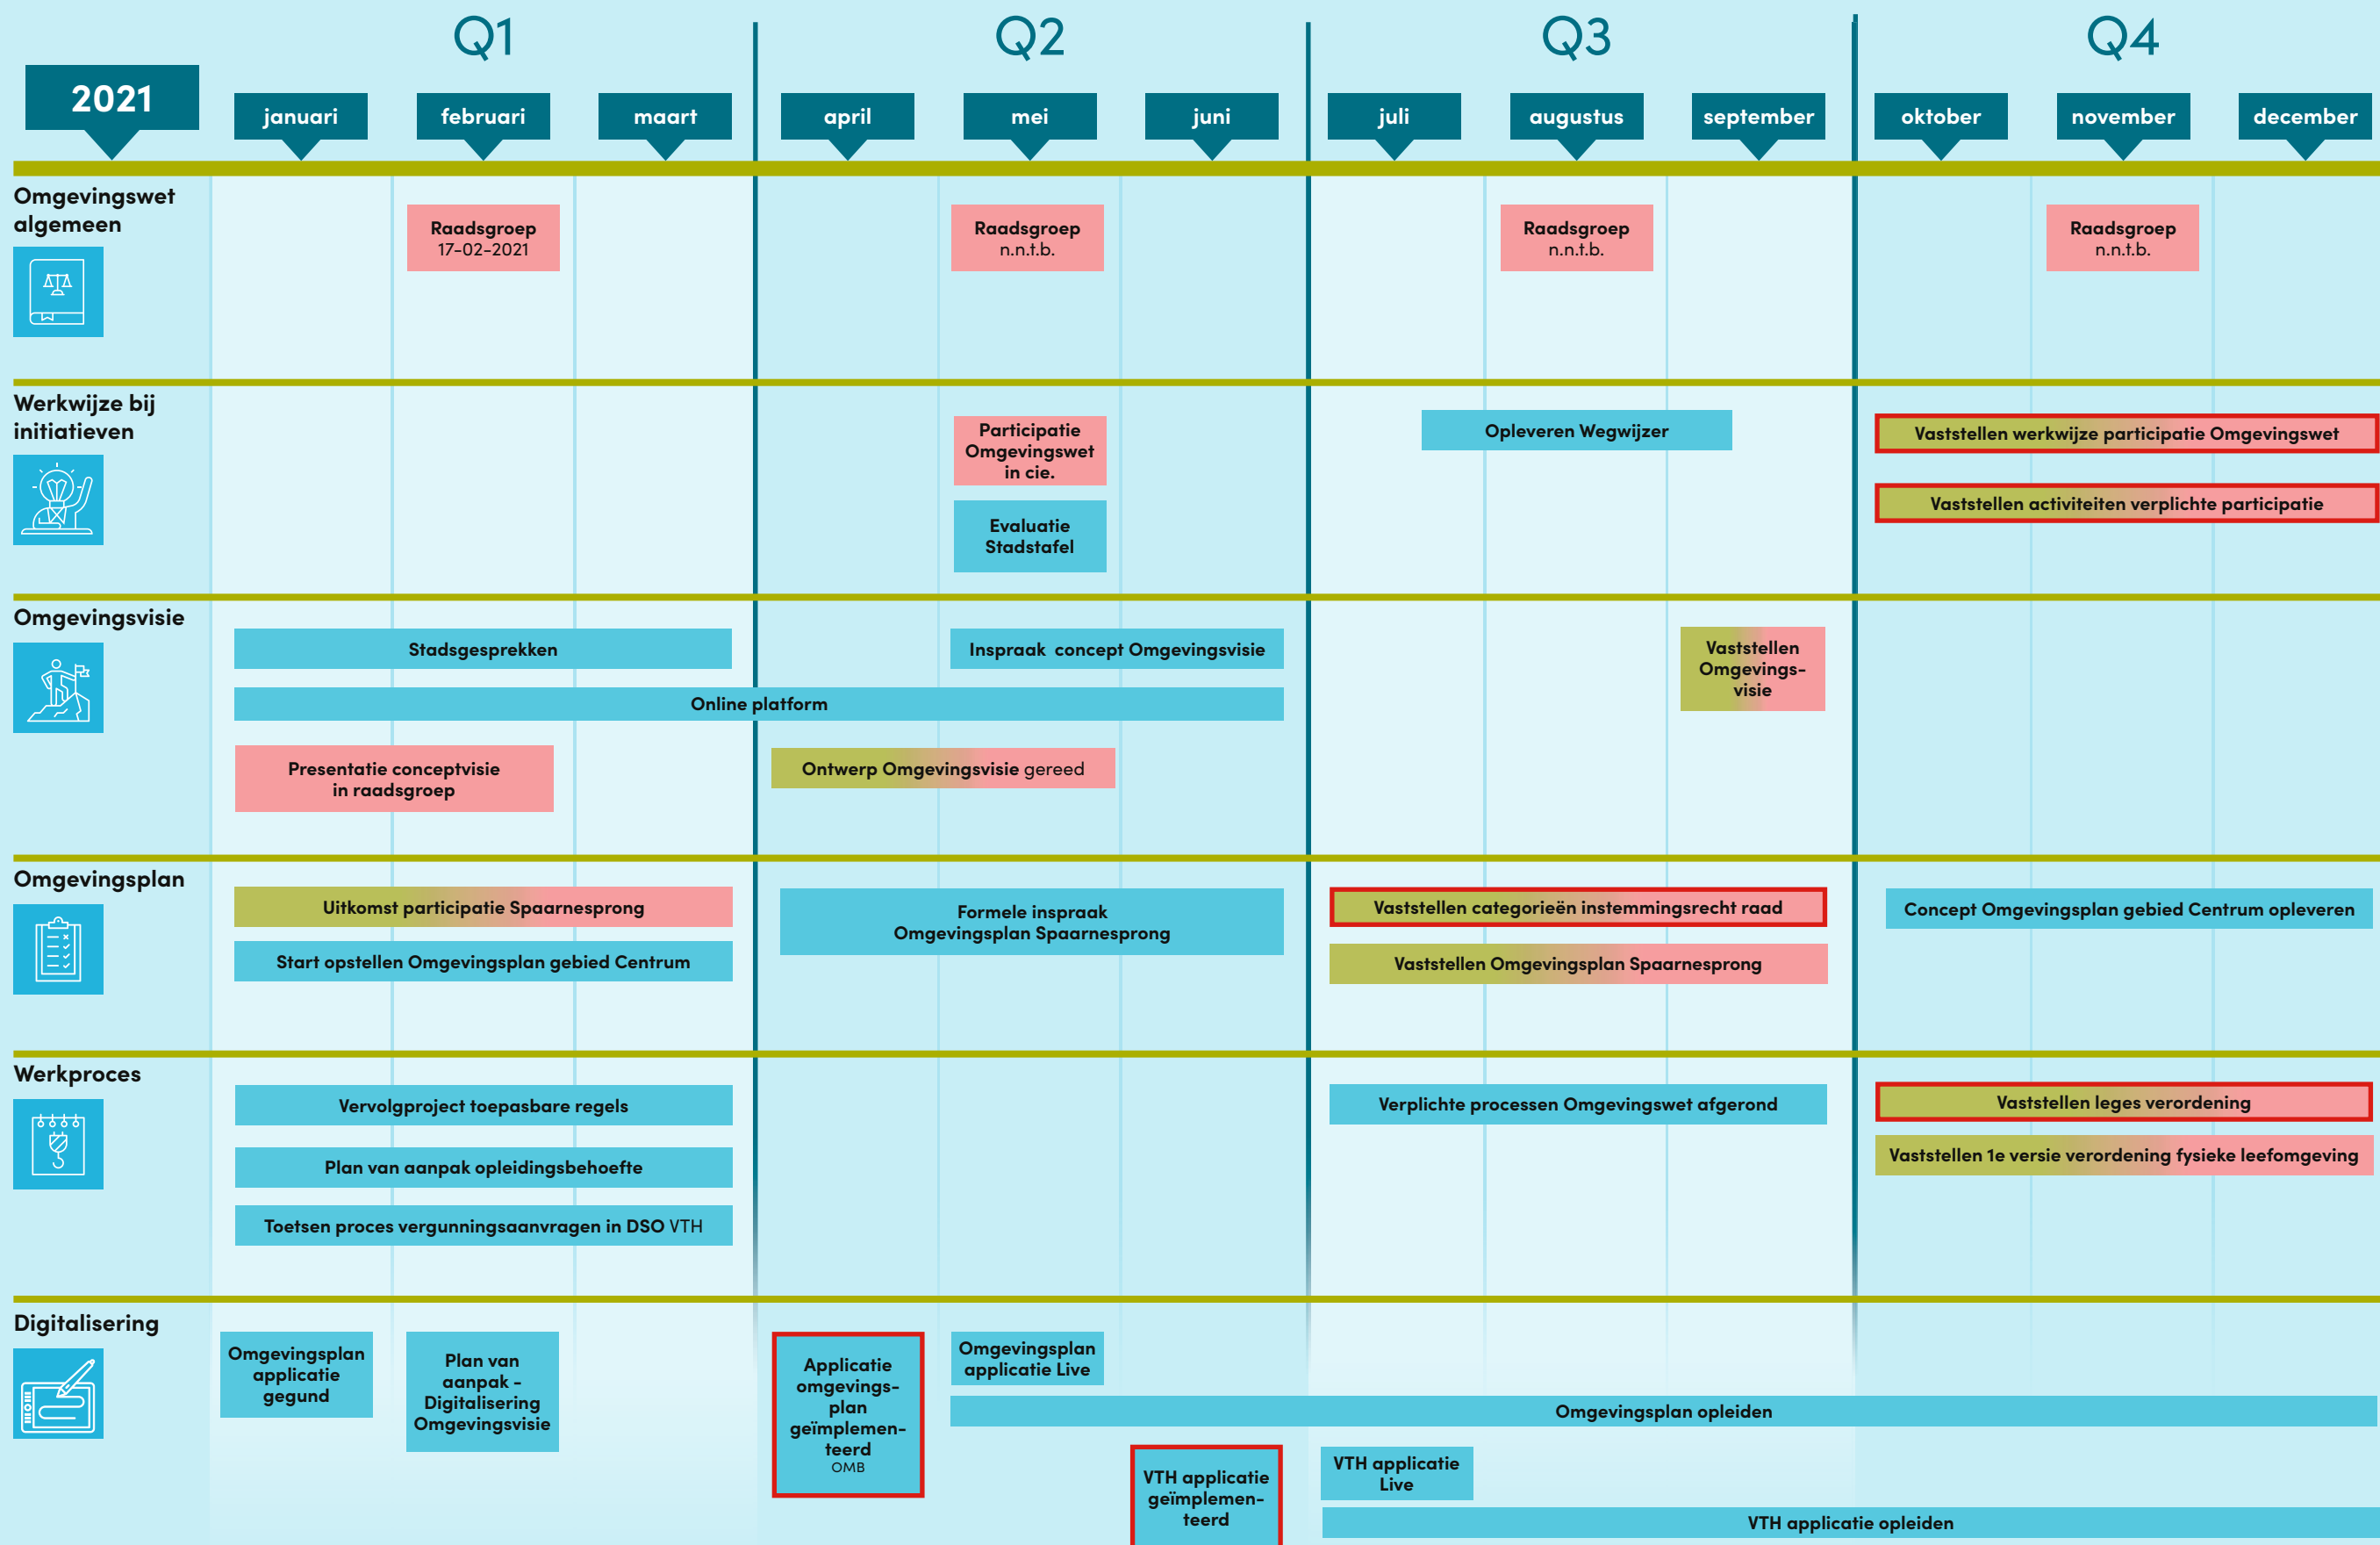 Q1
Q2
Q3
Q4
2021
januari
februari
maart
april
mei
juni
juli
augustus
september
oktober
november
december
Omgevingswet
algemeen
Raadsgroep
17-02-2021
Raadsgroep
n.n.t.b.
Raadsgroep
n.n.t.b.
Raadsgroep
n.n.t.b.
Werkwijze bij
initiatieven
Participatie
Omgevingswet
in cie.
Evaluatie
Stadstafel
Opleveren Wegwijzer
Vaststellen werkwijze participatie Omgevingswet
Vaststellen activiteiten verplichte participatie
Omgevingsvisie
Stadsgesprekken
Inspraak concept Omgevingsvisie
Vaststellen
Omgevings-
visie
Online platform
Presentatie conceptvisie
in raadsgroep
Ontwerp Omgevingsvisie gereed
Omgevingsplan
Uitkomst participatie Spaarnesprong
Start opstellen Omgevingsplan gebied Centrum
Formele inspraak
Omgevingsplan Spaarnesprong
Vaststellen categorieën instemmingsrecht raad
Vaststellen Omgevingsplan Spaarnesprong
Concept Omgevingsplan gebied Centrum opleveren
Werkproces
Vervolgproject toepasbare regels
Plan van aanpak opleidingsbehoefte
Toetsen proces vergunningsaanvragen in DSO VTH
Verplichte processen Omgevingswet afgerond
Vaststellen leges verordening
Vaststellen 1e versie verordening fysieke leefomgeving
Digitalisering
Omgevingsplan
applicatie
gegund
Plan van
aanpak -
Digitalisering
Omgevingsvisie
Applicatie
omgevings-
plan
geïmplemen-
teerd
OMB
Omgevingsplan
applicatie Live
Omgevingsplan opleiden
VTH applicatie
geïmplemen-
teerd
VTH applicatie
Live
VTH applicatie opleiden